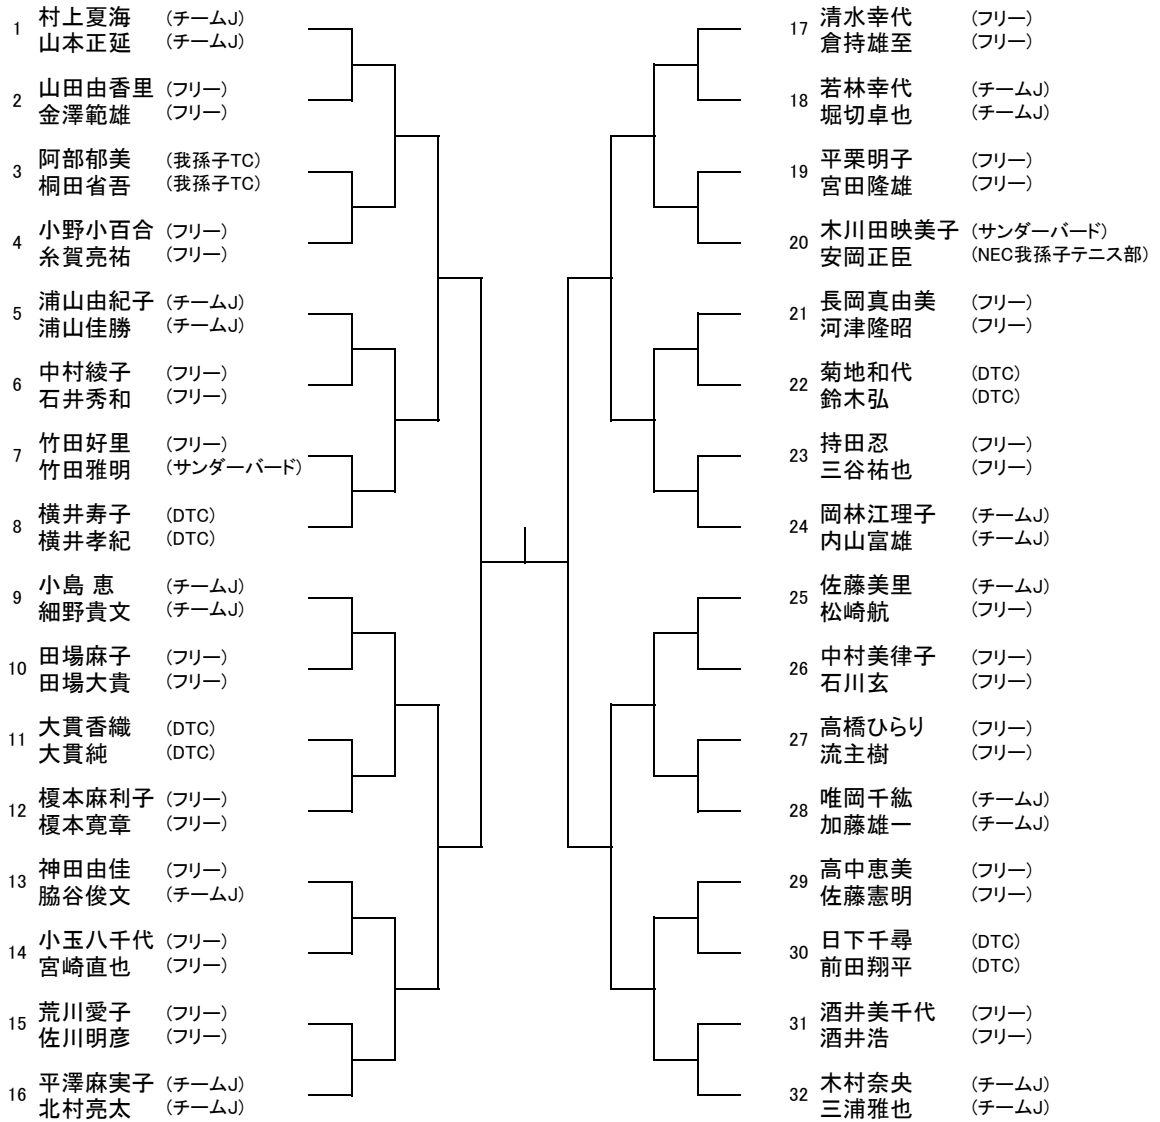 1 村上夏海 (チームJ)
山本正延 (チームJ)
2 山田由香里 (フリー)
金澤範雄 (フリー)
3 阿部郁美 (我孫子TC)
桐田省吾 (我孫子TC)
4 小野小百合 (フリー)
糸賀亮祐 (フリー)
5 浦山由紀子 (チームJ)
浦山佳勝 (チームJ)
6 中村綾子 (フリー)
石井秀和 (フリー)
7 竹田好里 (フリー)
竹田雅明 (サンダーバード)
8 横井寿子 (DTC)
横井孝紀 (DTC)
9 小島 恵 (チームJ)
細野貴文 (チームJ)
10 田場麻子 (フリー)
田場大貴 (フリー)
11 大貫香織 (DTC)
大貫純 (DTC)
12 榎本麻利子 (フリー)
榎本寛章 (フリー)
13 神田由佳 (フリー)
脇谷俊文 (チームJ)
14 小玉八千代 (フリー)
宮崎直也 (フリー)
15 荒川愛子 (フリー)
佐川明彦 (フリー)
16 平澤麻実子 (チームJ)
北村亮太 (チームJ)
17 清水幸代 (フリー)
倉持雄至 (フリー)
18 若林幸代 (チームJ)
堀切卓也 (チームJ)
19 平栗明子 (フリー)
宮田隆雄 (フリー)
20 木川田映美子 (サンダーバード)
安岡正臣 (NEC我孫子テニス部)
21 長岡真由美 (フリー)
河津隆昭 (フリー)
22 菊地和代 (DTC)
鈴木弘 (DTC)
23 持田忍 (フリー)
三谷祐也 (フリー)
24 岡林江理子 (チームJ)
内山富雄 (チームJ)
25 佐藤美里 (チームJ)
松崎航 (フリー)
26 中村美律子 (フリー)
石川玄 (フリー)
27 高橋ひらり (フリー)
流主樹 (フリー)
28 唯岡千紘 (チームJ)
加藤雄一 (チームJ)
29 高中恵美 (フリー)
佐藤憲明 (フリー)
30 日下千尋 (DTC)
前田翔平 (DTC)
31 酒井美千代 (フリー)
酒井浩 (フリー)
32 木村奈央 (チームJ)
三浦雅也 (チームJ)